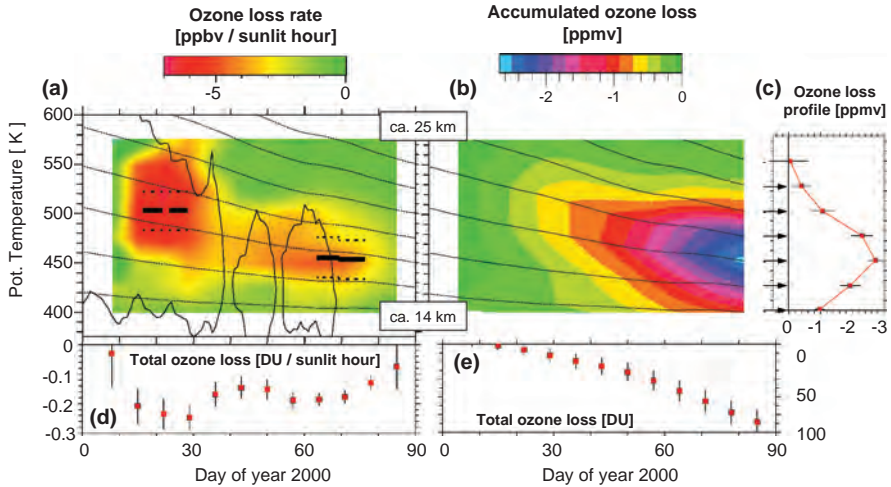 Ozone loss rate
[ppbv / sunlit hour]
-5
0
Accumulated ozone loss
[ppmv]
-2
-1
0
(a)
(b)
(c)
Ozone loss
profile [ppmv]
Pot. Temperature [ K ]
600
550
500
450
400
ca. 25 km
ca. 14 km
0
-1
-2
-3
0
-0.1
-0.2
-0.3
Total ozone loss [DU / sunlit hour]
(d)
(e)
Total ozone loss [DU]
0
50
100
0
30
60
90
0
30
60
90
Day of year 2000
Day of year 2000